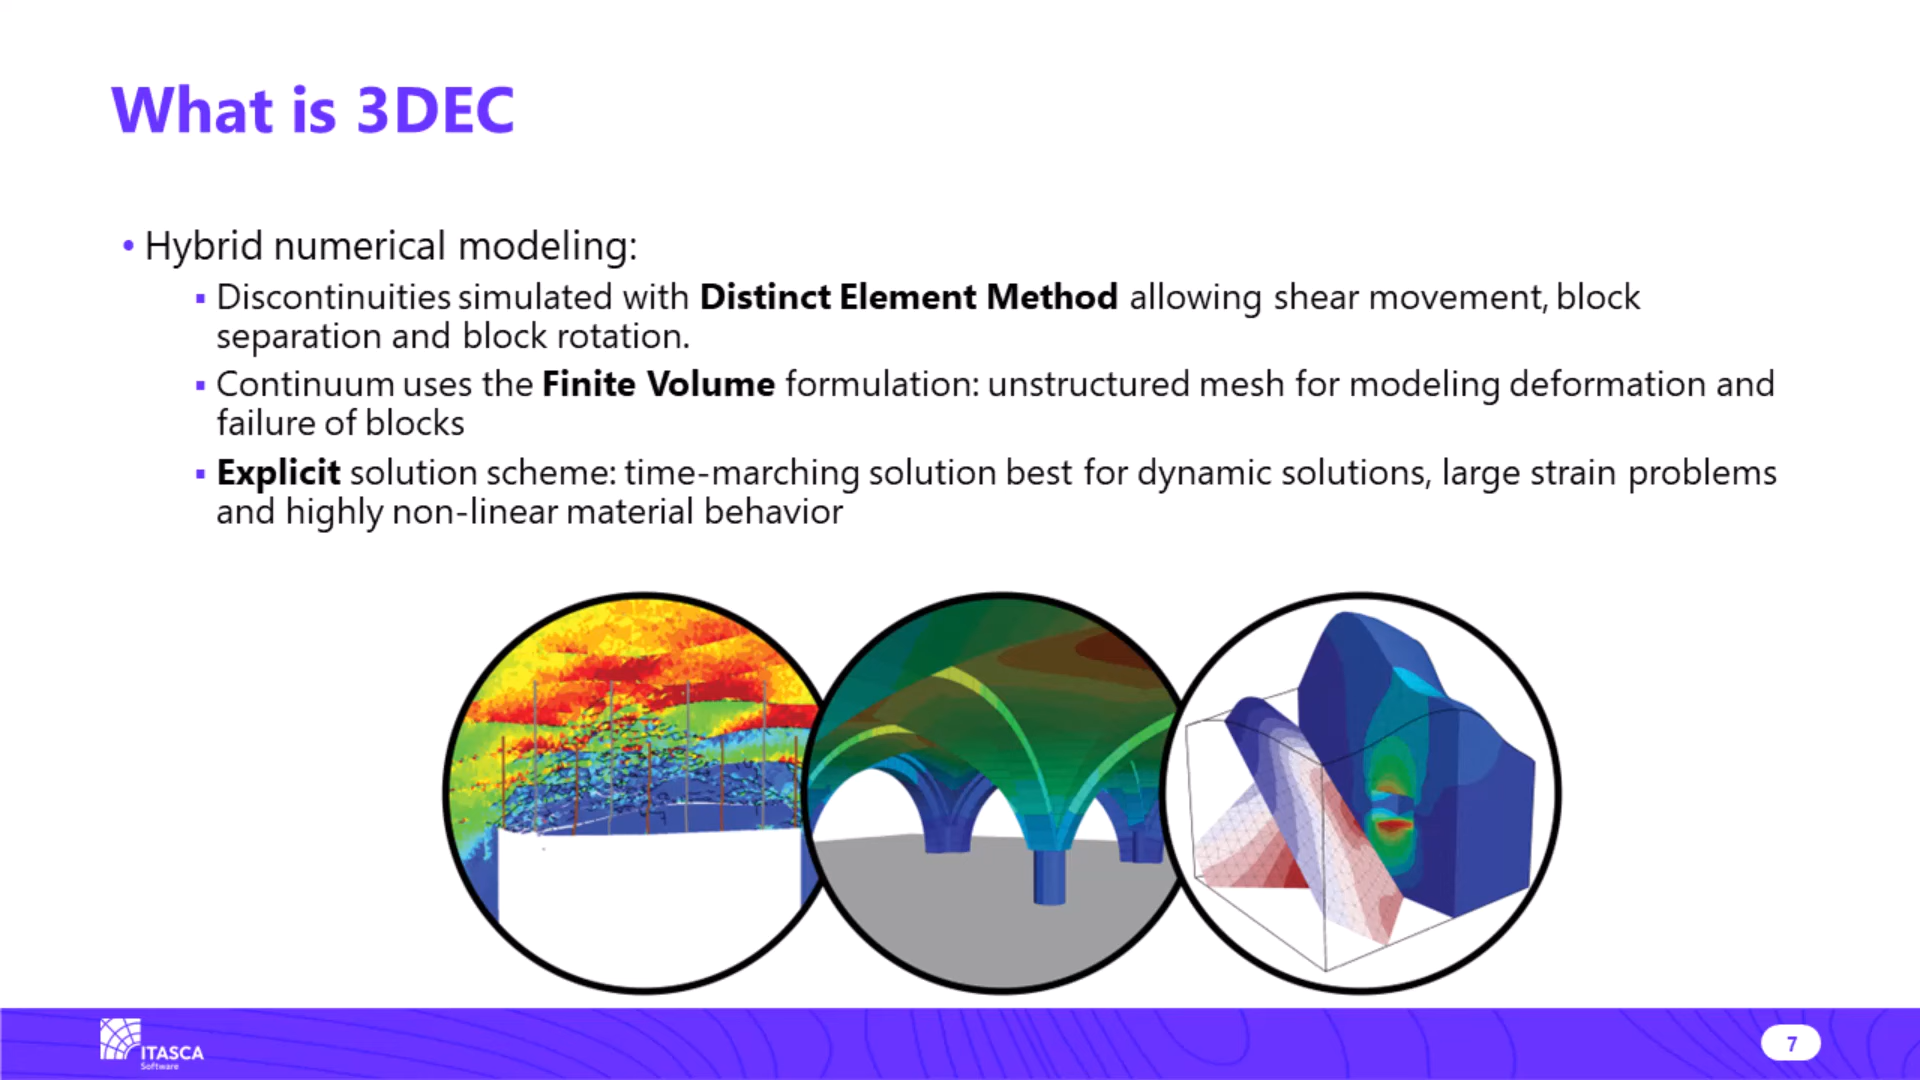 What is 3DEC
• Hybrid numerical modeling:
▪ Discontinuities simulated with Distinct Element Method allowing shear movement, block
separation and block rotation.
▪ Continuum uses the Finite Volume formulation: unstructured mesh for modeling deformation and
failure of blocks
▪ Explicit solution scheme: time-marching solution best for dynamic solutions, large strain problems
and highly non-linear material behavior
ITASCA
Software
7